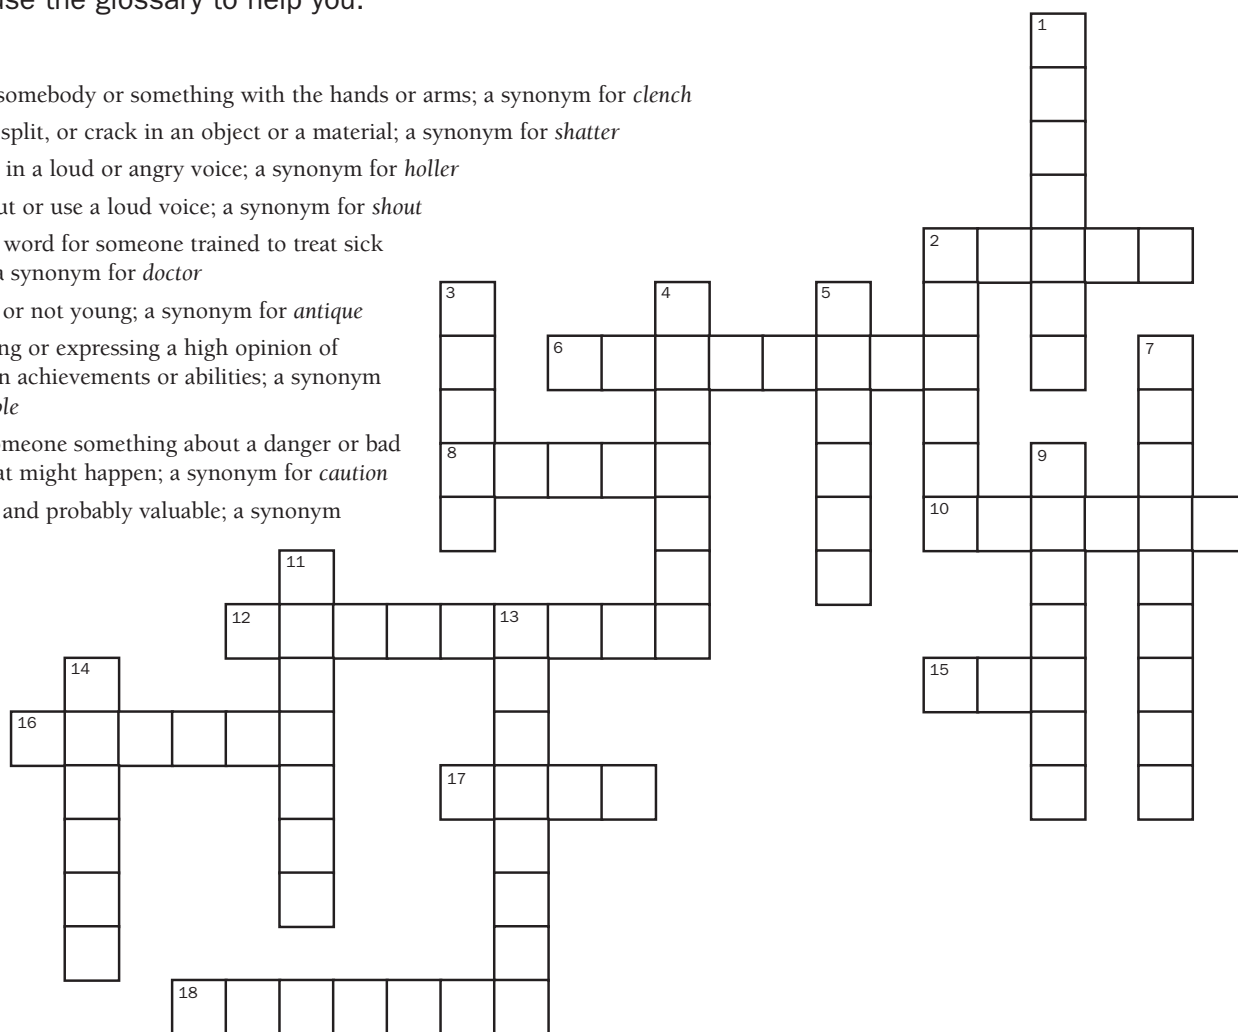 use the glossary to help you.
somebody or something with the hands or arms; a synonym for clench
split, or crack in an object or a material; a synonym for shatter
in a loud or angry voice; a synonym for holler
ut or use a loud voice; a synonym for shout
word for someone trained to treat sick
a synonym for doctor
or not young; a synonym for antique
ng or expressing a high opinion of
n achievements or abilities; a synonym
ble
omeone something about a danger or bad
at might happen; a synonym for caution
and probably valuable; a synonym
1
2
3
4
5
6
7
8
9
10
11
12
13
14
15
16
17
18